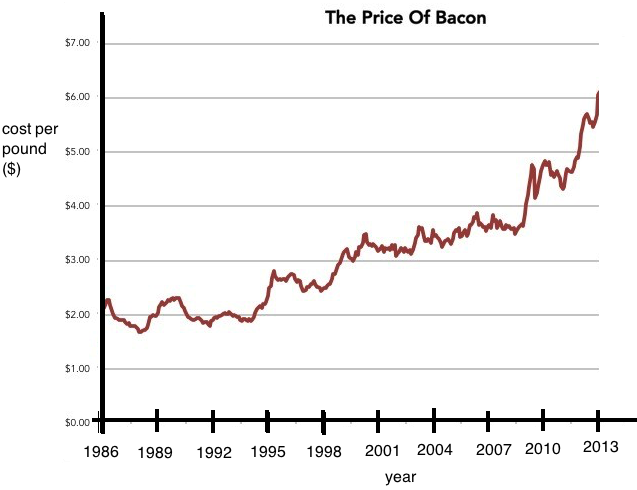 The Price Of Bacon
$7.00
$6.00
cost per
pound
($)
$5.00
$4.00
$3.00
$2.00
$1.00
$0.00
1986 1989 1992 1995 1998 2001 2004 2007 2010 2013
year